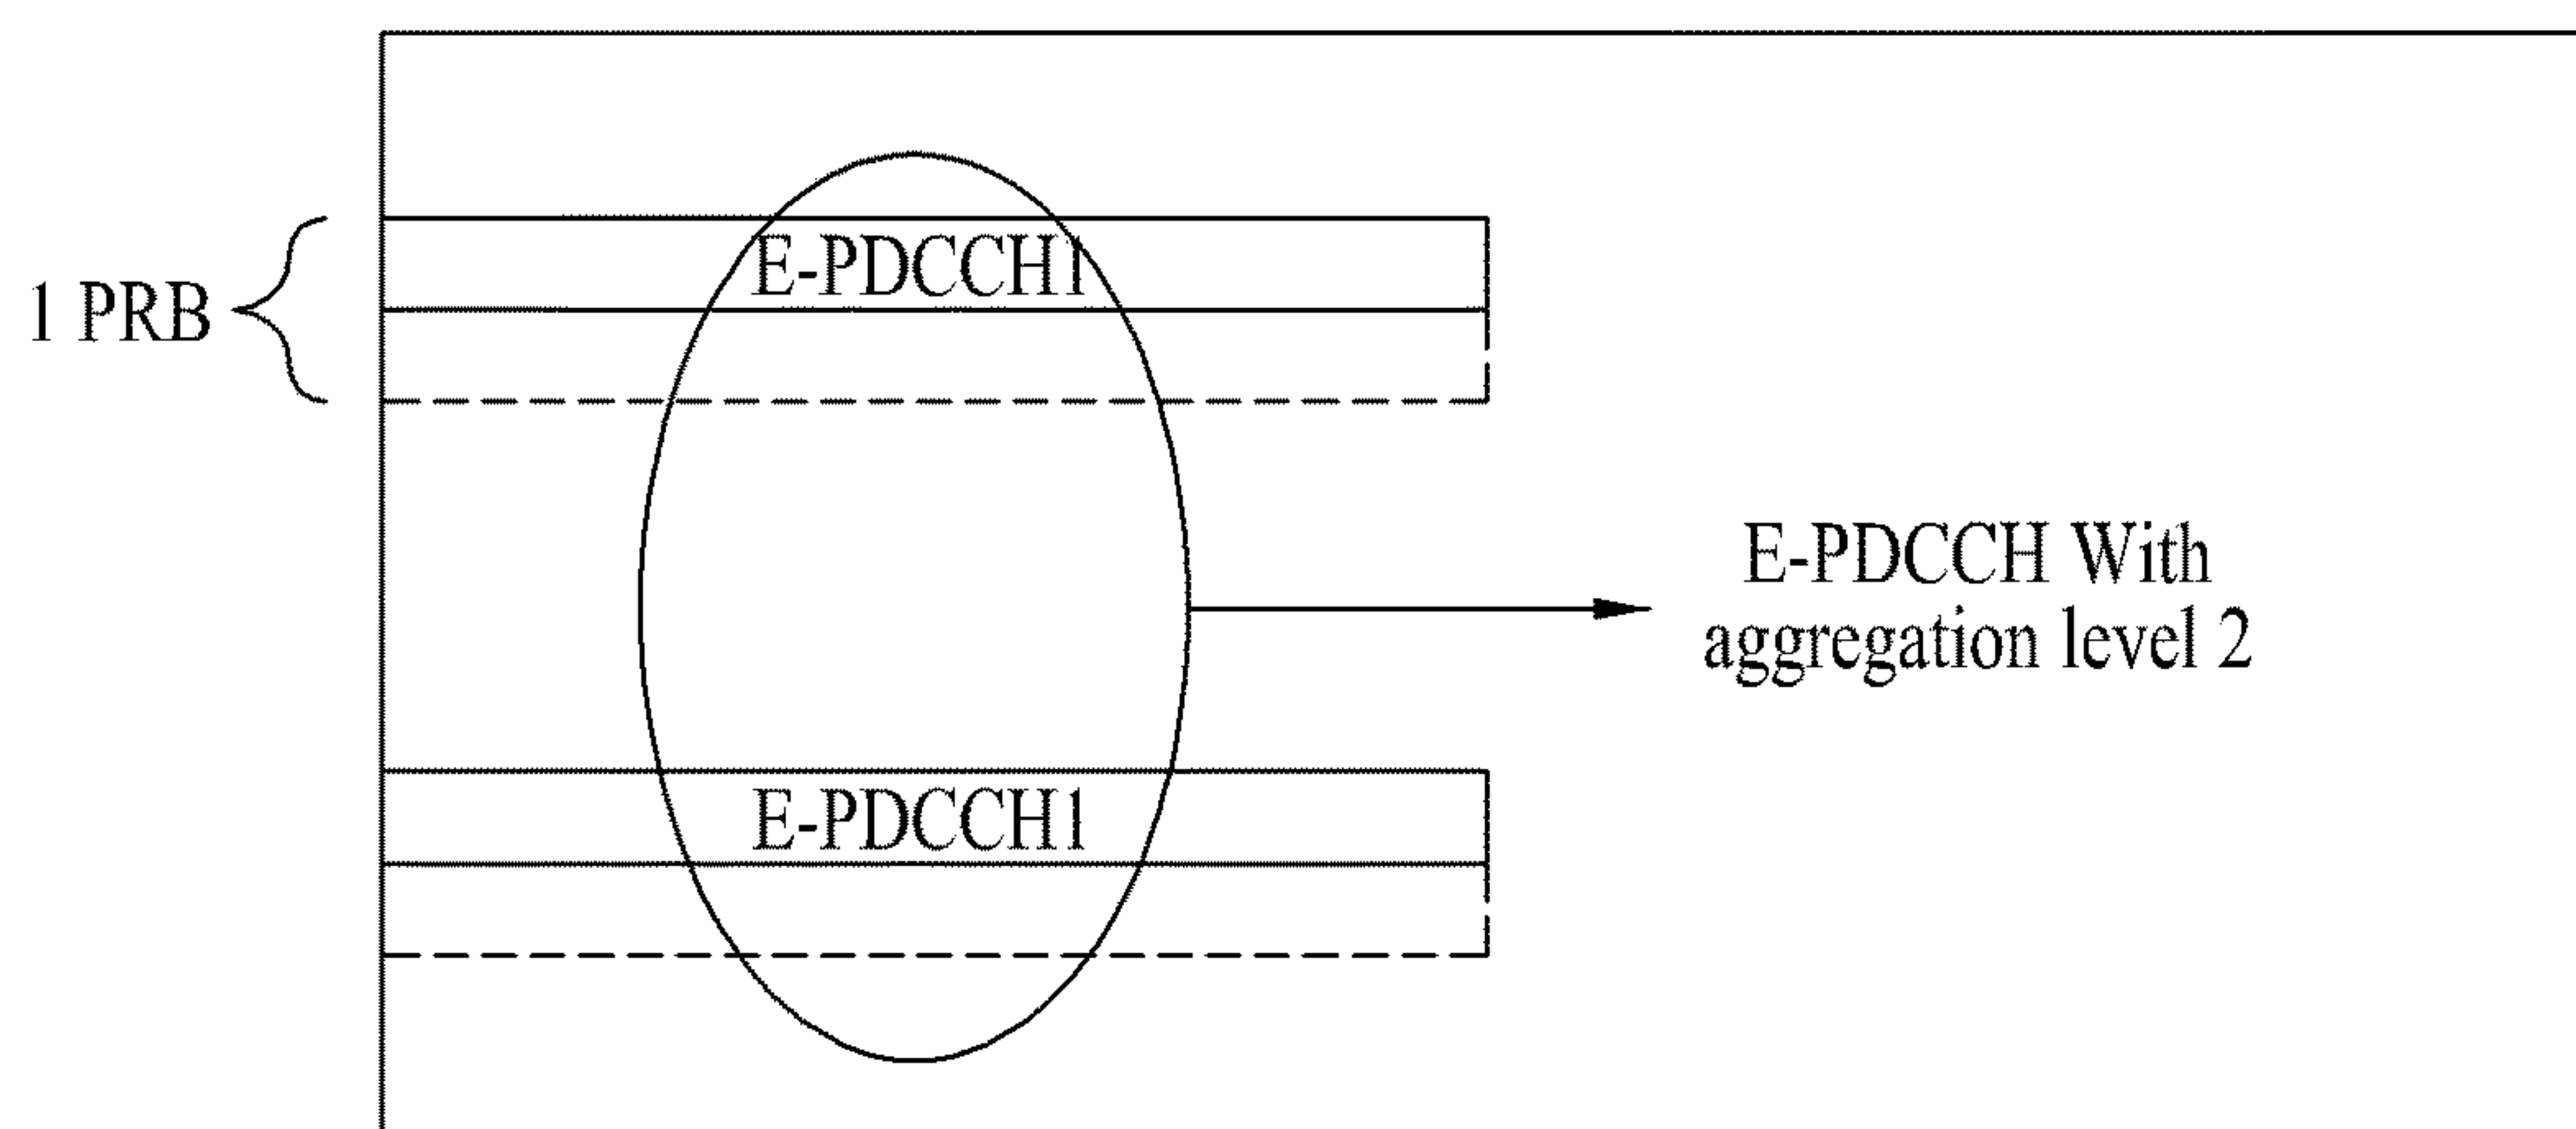 E-PDCCH1
1 PRB
E-PDCCH With
aggregation level 2
E-PDCCH1